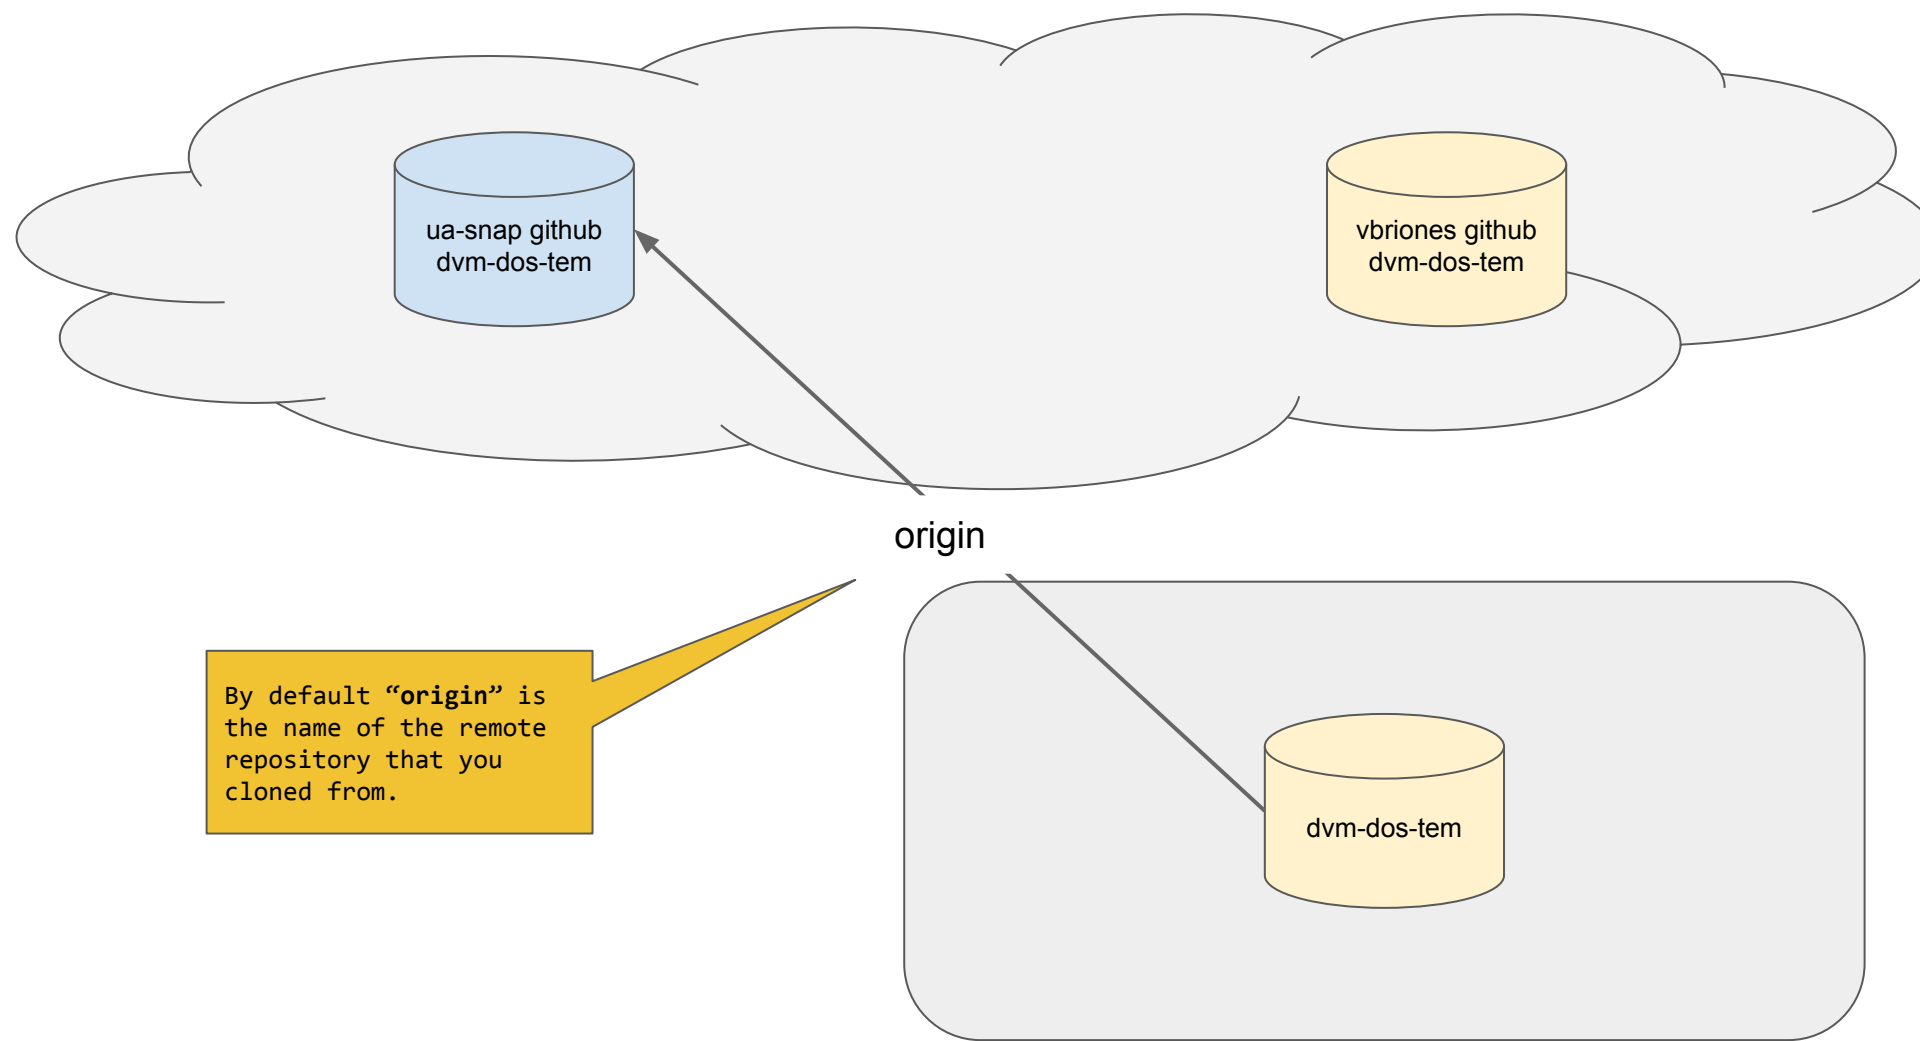 ua-snap github
dvm-dos-tem
vbriones github
dvm-dos-tem
origin
By default “origin” is
the name of the remote
repository that you
cloned from.
dvm-dos-tem